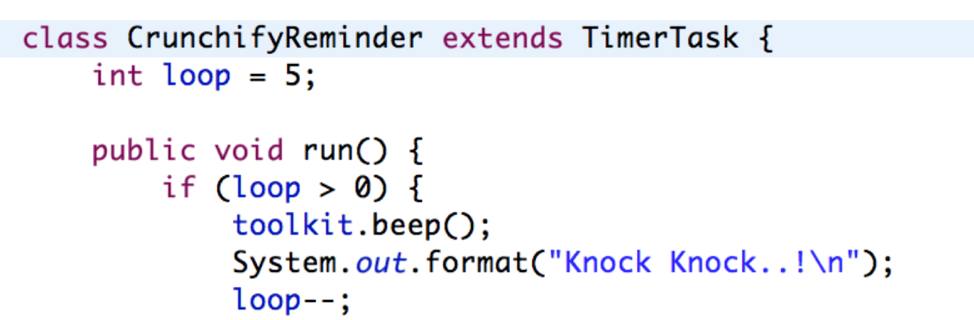 class CrunchifyReminder extends TimerTask {
int loop = 5;
public void run() {
if (loop > 0) {
toolkit.beep();
System.out.format("Knock Knock..!\n");
loop--;